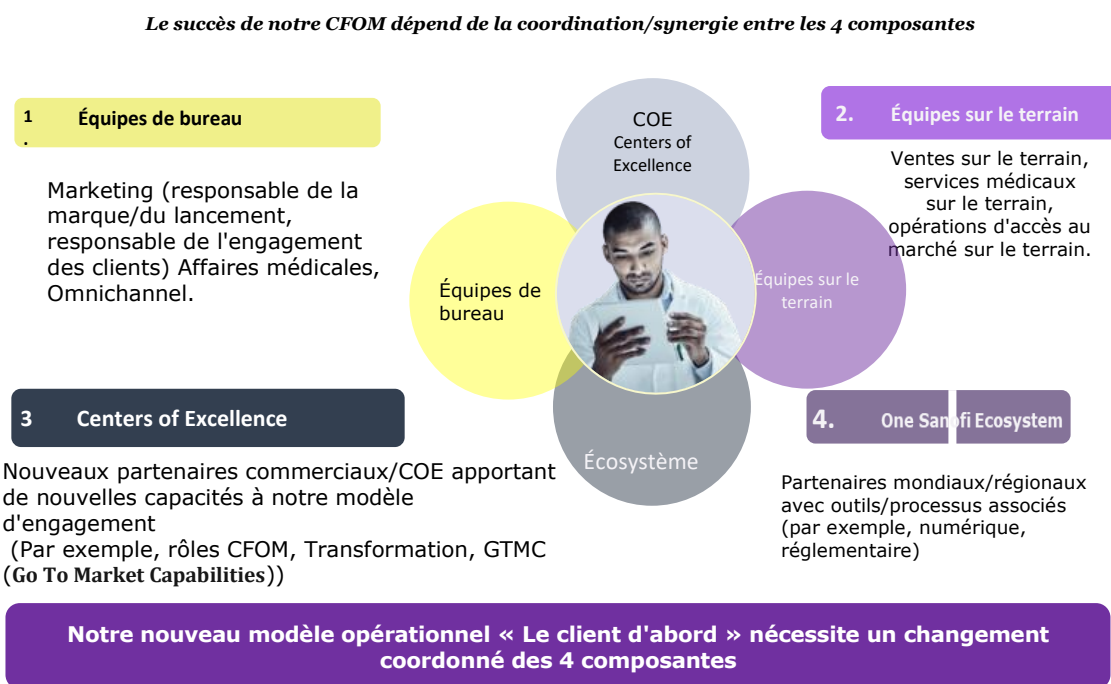 Le succès de notre CFOM dépend de la coordination/synergie entre les 4 composantes
1
.
Équipes de bureau
Marketing (responsable de la
marque/du lancement,
responsable de l'engagement
des clients) Affaires médicales,
Omnichannel.
COE
Centers of
Excellence
Équipes de
bureau
Équipes sur le
terrain
Écosystème
2. Équipes sur le terrain
Ventes sur le terrain,
services médicaux
sur le terrain,
opérations d'accès au
marché sur le terrain.
3 Centers of Excellence
Nouveaux partenaires commerciaux/COE apportant
de nouvelles capacités à notre modèle
d'engagement
(Par exemple, rôles CFOM, Transformation, GTMC
(Go To Market Capabilities))
4. One Sanofi Ecosystem
Partenaires mondiaux/régionaux
avec outils/processus associés
(par exemple, numérique,
réglementaire)
Notre nouveau modèle opérationnel « Le client d'abord » nécessite un changement
coordonné des 4 composantes